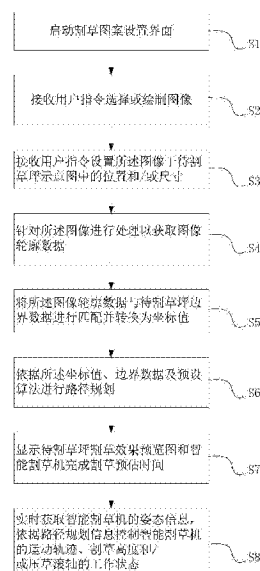 启动割草图案设置界面
S1
接收用户指令选择或绘制图像
S2
接收用户指令设置所述图像于待割
草坪示点图中的位置和/或尺寸
S3
针对所述图像进行处理以获取图像
轮廓数据
S4
将所述图像轮廓数据与待割草坪边
界数据进行匹配并转换为坐标值
S5
依据所述坐标值、边界数据及预设
算法进行路径规划
S6
显示待割草坪割草效果预览图和智
能割草机完成割草预估时间
S7
实时获取智能割草机的姿态信息,
依据路径规划信息控制智能割草机
的运动轨迹、割草高度和/
或压草滚轴的工作状态
S8